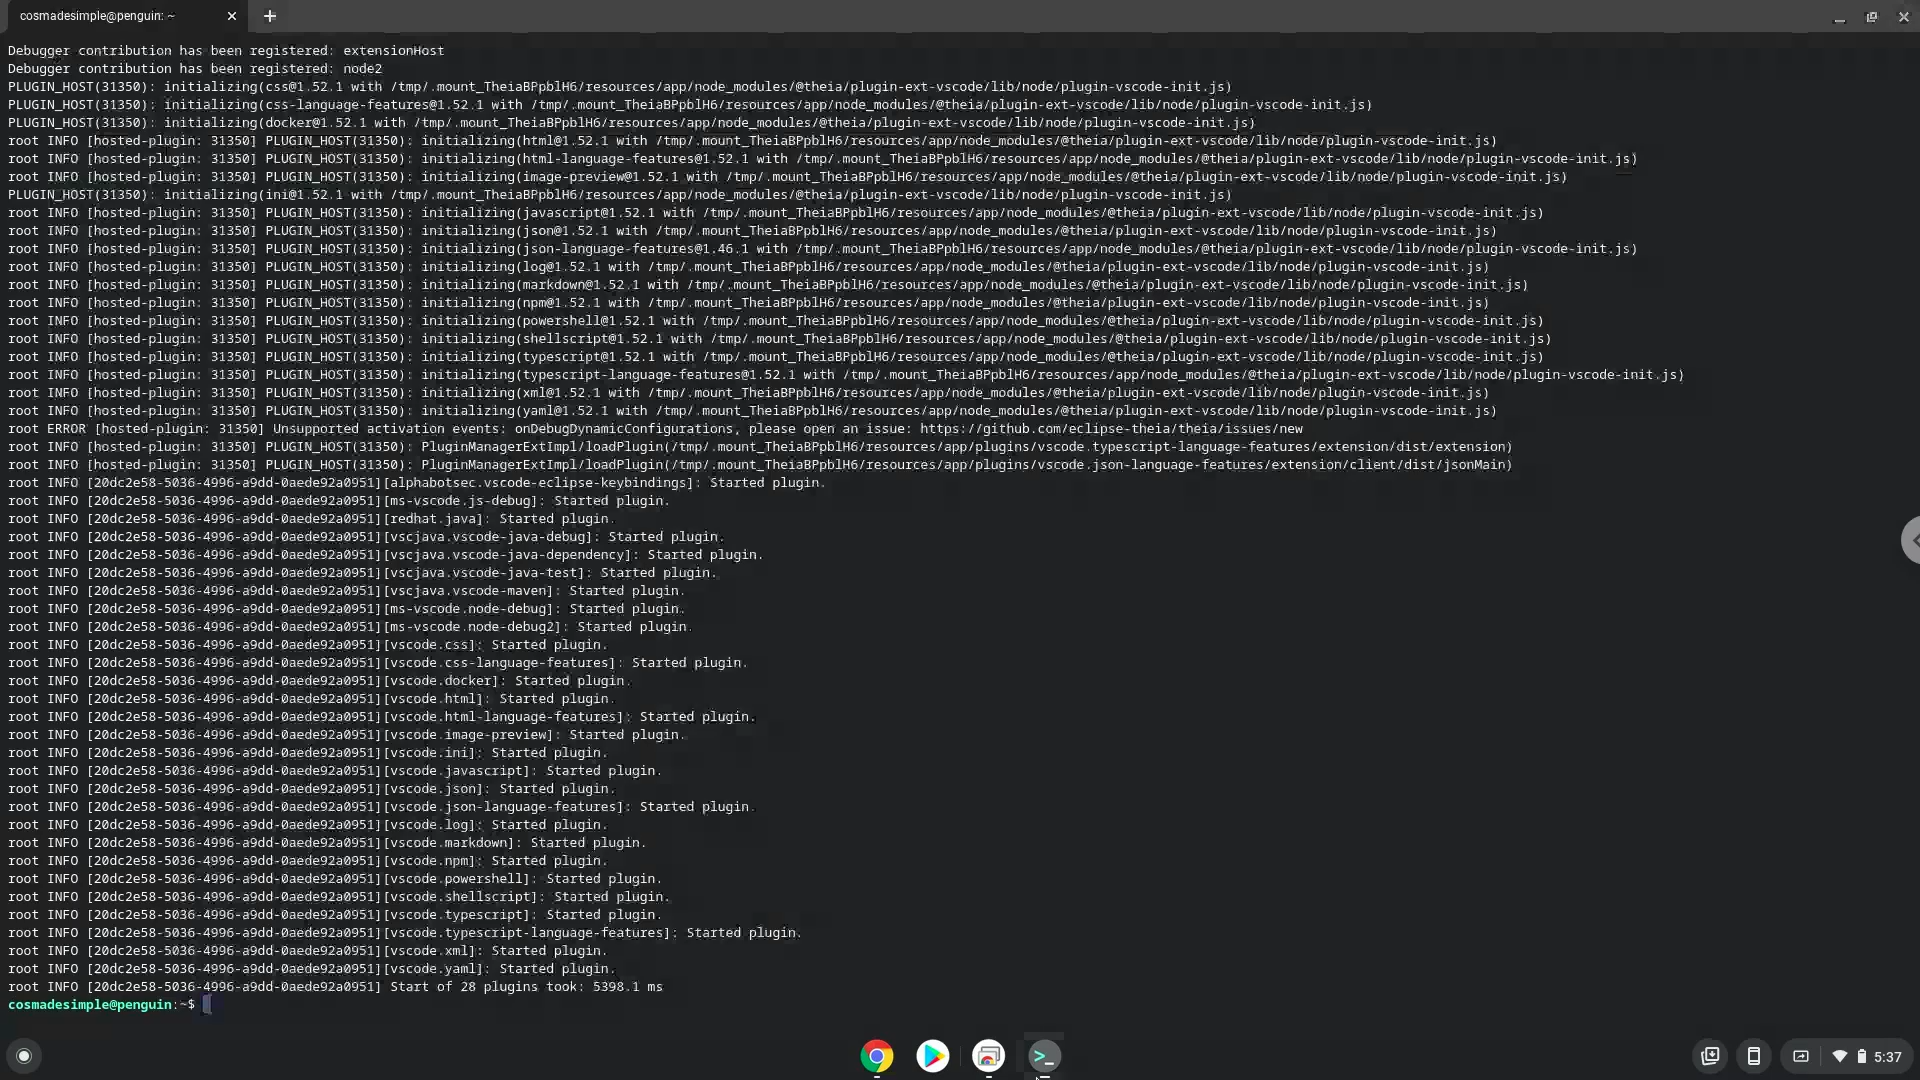 cosmadesimple@penguin: ~
Debugger contribution has been registered: extensionHost
Debugger contribution has been registered: node2
PLUGIN_HOST(31350): initializing(css@1.52.1 with /tmp/.mount_TheiaBPpblH6/resources/app/node_modules/@theia/plugin-ext-vscode/lib/node/plugin-vscode-init.js)
PLUGIN_HOST(31350): initializing(css-language-features@1.52.1 with /tmp/.mount_TheiaBPpblH6/resources/app/node_modules/@theia/plugin-ext-vscode/lib/node/plugin-vscode-init.js)
PLUGIN_HOST(31350): initializing(docker@1.52.1 with /tmp/.mount_TheiaBPpblH6/resources/app/node_modules/@theia/plugin-ext-vscode/lib/node/plugin-vscode-init.js)
root INFO [hosted-plugin: 31350] PLUGIN_HOST(31350): initializing(html@1.52.1 with /tmp/.mount_TheiaBPpblH6/resources/app/node_modules/@theia/plugin-ext-vscode/lib/node/plugin-vscode-init.js)
root INFO [hosted-plugin: 31350] PLUGIN_HOST(31350): initializing(html-language-features@1.52.1 with /tmp/.mount_TheiaBPpblH6/resources/app/node_modules/@theia/plugin-ext-vscode/lib/node/plugin-vscode-init.js)
root INFO [hosted-plugin: 31350] PLUGIN_HOST(31350): initializing(image-preview@1.52.1 with /tmp/.mount_TheiaBPpblH6/resources/app/node_modules/@theia/plugin-ext-vscode/lib/node/plugin-vscode-init.js)
PLUGIN_HOST(31350): initializing(ini@1.52.1 with /tmp/.mount_TheiaBPpblH6/resources/app/node_modules/@theia/plugin-ext-vscode/lib/node/plugin-vscode-init.js)
root INFO [hosted-plugin: 31350] PLUGIN_HOST(31350): initializing(javascript@1.52.1 with /tmp/.mount_TheiaBPpblH6/resources/app/node_modules/@theia/plugin-ext-vscode/lib/node/plugin-vscode-init.js)
root INFO [hosted-plugin: 31350] PLUGIN_HOST(31350): initializing(json@1.52.1 with /tmp/.mount_TheiaBPpblH6/resources/app/node_modules/@theia/plugin-ext-vscode/lib/node/plugin-vscode-init.js)
root INFO [hosted-plugin: 31350] PLUGIN_HOST(31350): initializing(json-language-features@1.46.1 with /tmp/.mount_TheiaBPpblH6/resources/app/node_modules/@theia/plugin-ext-vscode/lib/node/plugin-vscode-init.js)
root INFO [hosted-plugin: 31350] PLUGIN_HOST(31350): initializing(log@1.52.1 with /tmp/.mount_TheiaBPpblH6/resources/app/node_modules/@theia/plugin-ext-vscode/lib/node/plugin-vscode-init.js)
root INFO [hosted-plugin: 31350] PLUGIN_HOST(31350): initializing(markdown@1.52.1 with /tmp/.mount_TheiaBPpblH6/resources/app/node_modules/@theia/plugin-ext-vscode/lib/node/plugin-vscode-init.js)
root INFO [hosted-plugin: 31350] PLUGIN_HOST(31350): initializing(npm@1.52.1 with /tmp/.mount_TheiaBPpblH6/resources/app/node_modules/@theia/plugin-ext-vscode/lib/node/plugin-vscode-init.js)
root INFO [hosted-plugin: 31350] PLUGIN_HOST(31350): initializing(powershell@1.52.1 with /tmp/.mount_TheiaBPpblH6/resources/app/node_modules/@theia/plugin-ext-vscode/lib/node/plugin-vscode-init.js)
root INFO [hosted-plugin: 31350] PLUGIN_HOST(31350): initializing(shellscript@1.52.1 with /tmp/.mount_TheiaBPpblH6/resources/app/node_modules/@theia/plugin-ext-vscode/lib/node/plugin-vscode-init.js)
root INFO [hosted-plugin: 31350] PLUGIN_HOST(31350): initializing(typescript@1.52.1 with /tmp/.mount_TheiaBPpblH6/resources/app/node_modules/@theia/plugin-ext-vscode/lib/node/plugin-vscode-init.js)
root INFO [hosted-plugin: 31350] PLUGIN_HOST(31350): initializing(typescript-language-features@1.52.1 with /tmp/.mount_TheiaBPpblH6/resources/app/node_modules/@theia/plugin-ext-vscode/lib/node/plugin-vscode-init.js)
root INFO [hosted-plugin: 31350] PLUGIN_HOST(31350): initializing(xml@1.52.1 with /tmp/.mount_TheiaBPpblH6/resources/app/node_modules/@theia/plugin-ext-vscode/lib/node/plugin-vscode-init.js)
root INFO [hosted-plugin: 31350] PLUGIN_HOST(31350): initializing(yaml@1.52.1 with /tmp/.mount_TheiaBPpblH6/resources/app/node_modules/@theia/plugin-ext-vscode/lib/node/plugin-vscode-init.js)
root ERROR [hosted-plugin: 31350] Unsupported activation events: onDebugDynamicConfigurations, please open an issue: https://github.com/eclipse-theia/theia/issues/new
root INFO [hosted-plugin: 31350] PLUGIN_HOST(31350): PluginManagerExtImpl/loadPlugin(/tmp/.mount_TheiaBPpblH6/resources/app/plugins/vscode.typescript-language-features/extension/dist/extension)
root INFO [hosted-plugin: 31350] PLUGIN_HOST(31350): PluginManagerExtImpl/loadPlugin(/tmp/.mount_TheiaBPpblH6/resources/app/plugins/vscode.json-language-features/extension/client/dist/jsonMain)
root INFO [20dc2e58-5036-4996-a9dd-0aede92a0951][alphabotsec.vscode-eclipse-keybindings]: Started plugin.
root INFO [20dc2e58-5036-4996-a9dd-0aede92a0951][ms-vscode.js-debug]: Started plugin.
root INFO [20dc2e58-5036-4996-a9dd-0aede92a0951][redhat.java]: Started plugin.
root INFO [20dc2e58-5036-4996-a9dd-0aede92a0951][vscjava.vscode-java-debug]: Started plugin.
root INFO [20dc2e58-5036-4996-a9dd-0aede92a0951][vscjava.vscode-java-dependency]: Started plugin.
root INFO [20dc2e58-5036-4996-a9dd-0aede92a0951][vscjava.vscode-java-test]: Started plugin.
root INFO [20dc2e58-5036-4996-a9dd-0aede92a0951][vscjava.vscode-maven]: Started plugin.
root INFO [20dc2e58-5036-4996-a9dd-0aede92a0951][ms-vscode.node-debug]: Started plugin.
root INFO [20dc2e58-5036-4996-a9dd-0aede92a0951][ms-vscode.node-debug2]: Started plugin.
root INFO [20dc2e58-5036-4996-a9dd-0aede92a0951][vscode.css]: Started plugin.
root INFO [20dc2e58-5036-4996-a9dd-0aede92a0951][vscode.css-language-features]: Started plugin.
root INFO [20dc2e58-5036-4996-a9dd-0aede92a0951][vscode.docker]: Started plugin.
root INFO [20dc2e58-5036-4996-a9dd-0aede92a0951][vscode.html]: Started plugin.
root INFO [20dc2e58-5036-4996-a9dd-0aede92a0951][vscode.html-language-features]: Started plugin.
root INFO [20dc2e58-5036-4996-a9dd-0aede92a0951][vscode.image-preview]: Started plugin.
root INFO [20dc2e58-5036-4996-a9dd-0aede92a0951][vscode.ini]: Started plugin.
root INFO [20dc2e58-5036-4996-a9dd-0aede92a0951][vscode.javascript]: Started plugin.
root INFO [20dc2e58-5036-4996-a9dd-0aede92a0951][vscode.json]: Started plugin.
root INFO [20dc2e58-5036-4996-a9dd-0aede92a0951][vscode.json-language-features]: Started plugin.
root INFO [20dc2e58-5036-4996-a9dd-0aede92a0951][vscode.log]: Started plugin.
root INFO [20dc2e58-5036-4996-a9dd-0aede92a0951][vscode.markdown]: Started plugin.
root INFO [20dc2e58-5036-4996-a9dd-0aede92a0951][vscode.npm]: Started plugin.
root INFO [20dc2e58-5036-4996-a9dd-0aede92a0951][vscode.powershell]: Started plugin.
root INFO [20dc2e58-5036-4996-a9dd-0aede92a0951][vscode.shellscript]: Started plugin.
root INFO [20dc2e58-5036-4996-a9dd-0aede92a0951][vscode.typescript]: Started plugin.
root INFO [20dc2e58-5036-4996-a9dd-0aede92a0951][vscode.typescript-language-features]: Started plugin.
root INFO [20dc2e58-5036-4996-a9dd-0aede92a0951][vscode.xml]: Started plugin.
root INFO [20dc2e58-5036-4996-a9dd-0aede92a0951][vscode.yaml]: Started plugin.
root INFO [20dc2e58-5036-4996-a9dd-0aede92a0951] Start of 28 plugins took: 5398.1 ms
cosmadesimple@penguin:~$
5:37